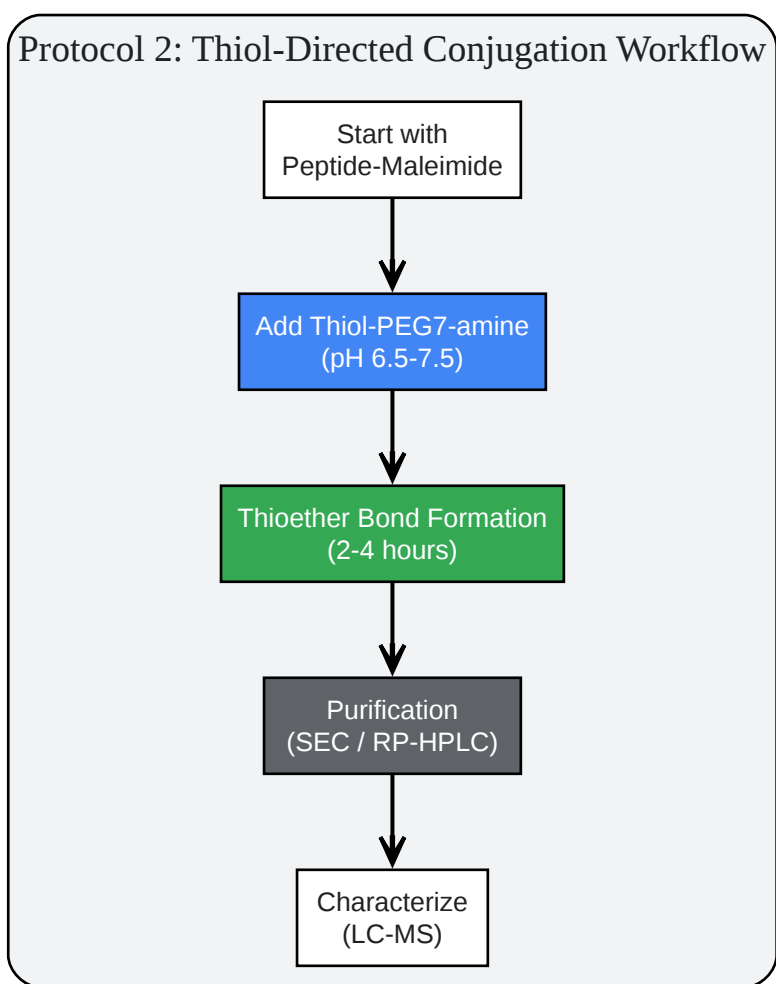 Protocol 2: Thiol-Directed Conjugation Workflow
Start with
Peptide-Maleimide
Add Thiol-PEG7-amine
(pH 6.5-7.5)
Thioether Bond Formation
(2-4 hours)
Purification
(SEC / RP-HPLC)
Characterize
(LC-MS)